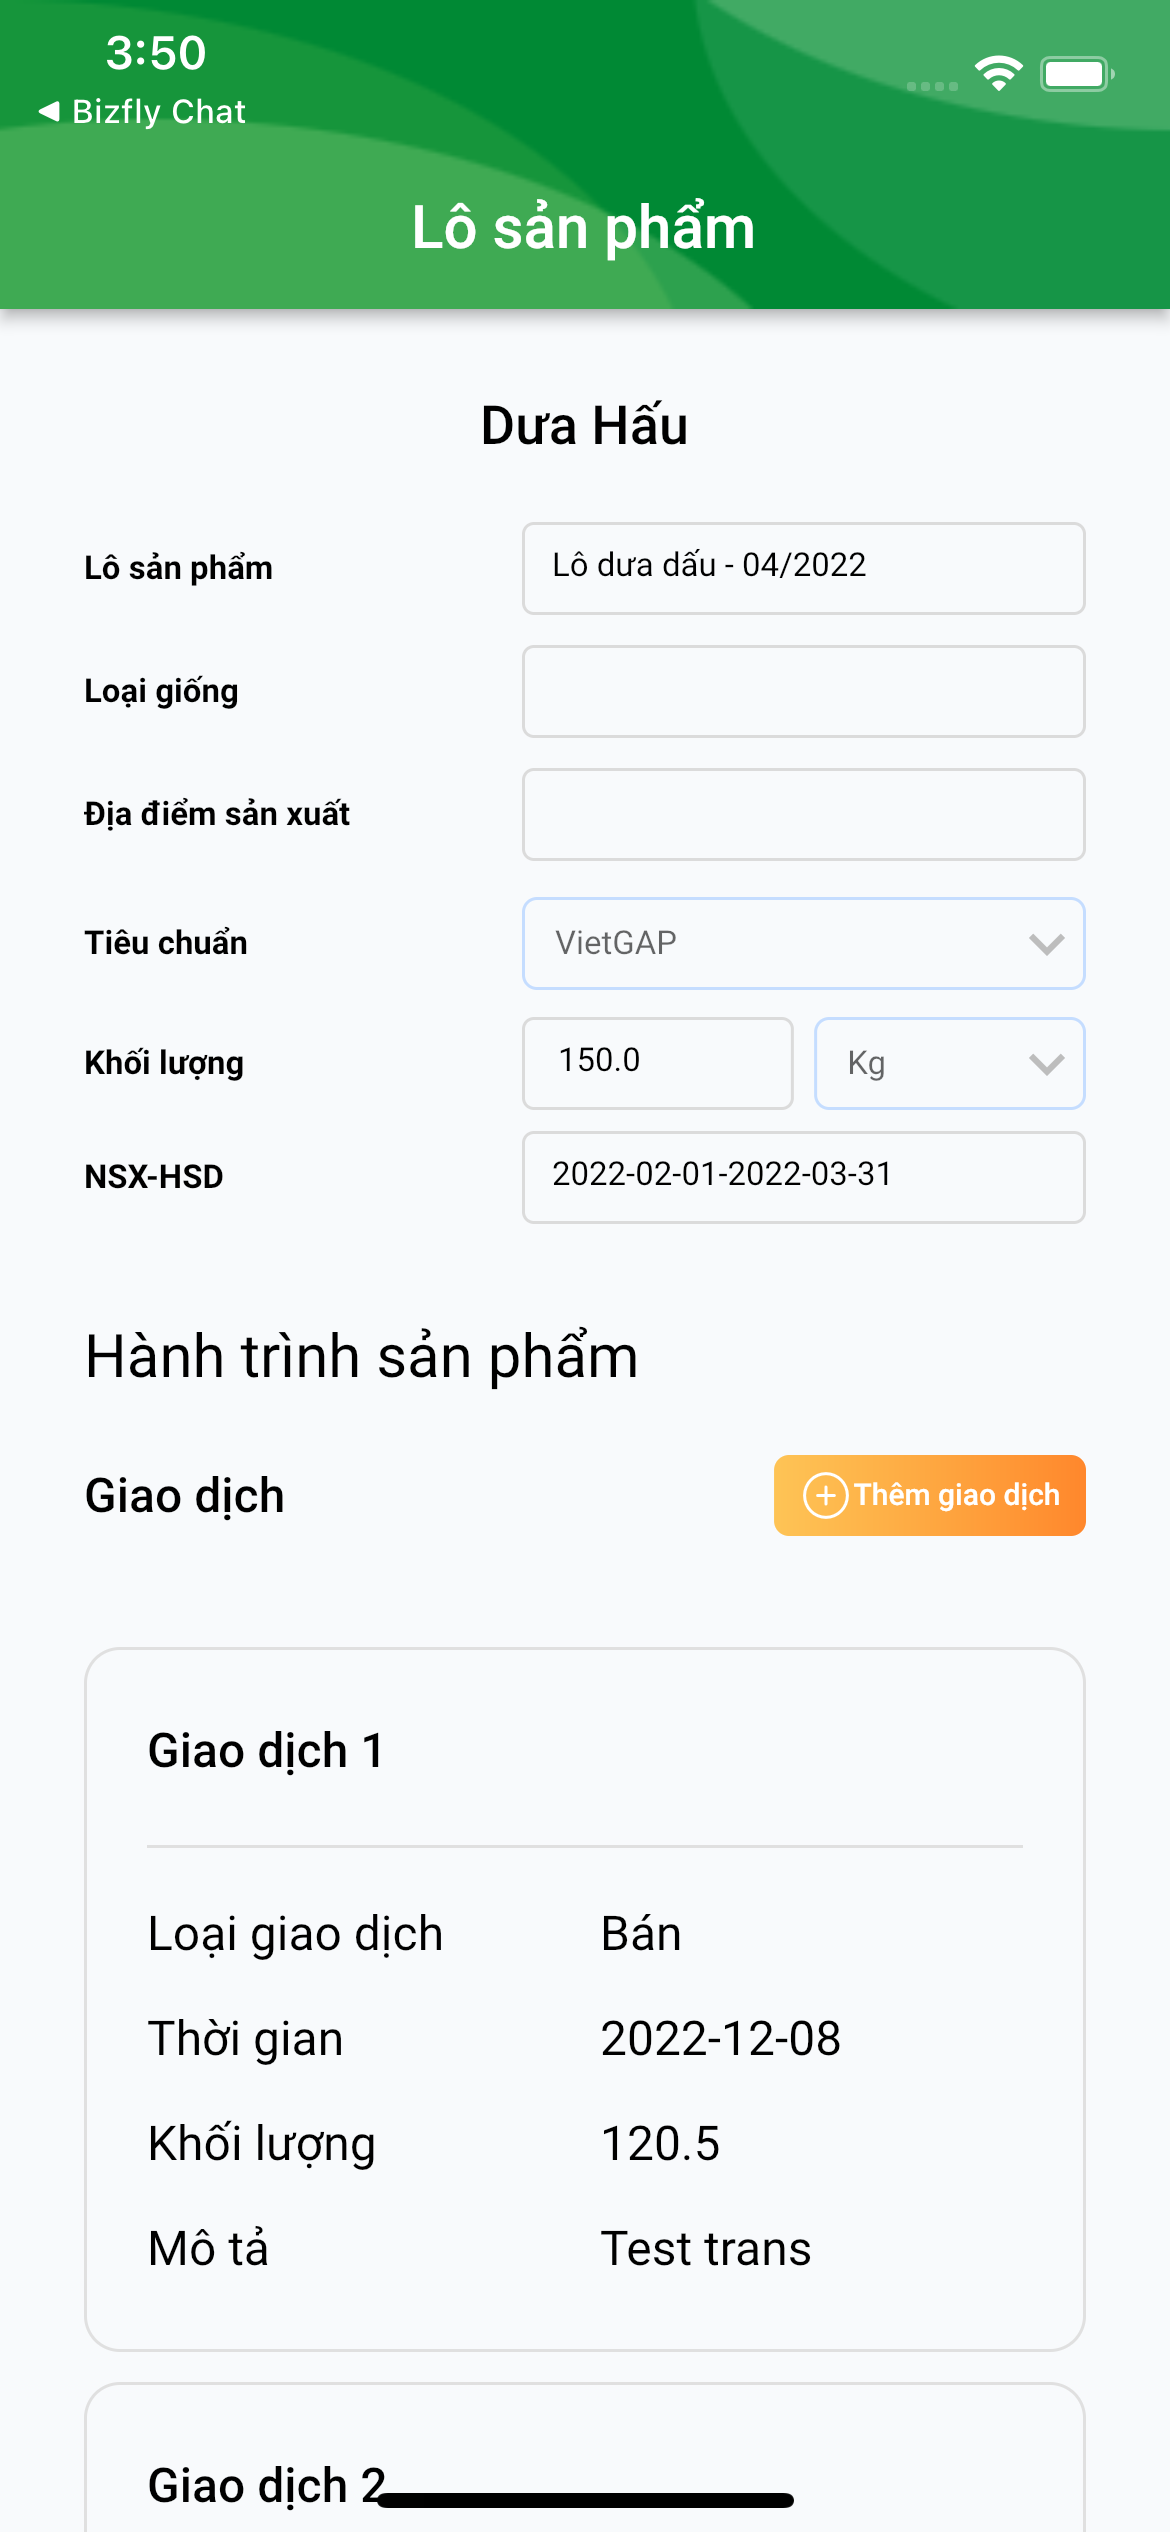 3:50
Bizfly Chat
Lô sản phẩm
Dưa Hấu
Lô sản phẩm
Lô dưa dấu - 04/2022
Loại giống
Địa điểm sản xuất
Tiêu chuẩn
VietGAP
Khối lượng
150.0
Kg
NSX-HSD
2022-02-01-2022-03-31
Hành trình sản phẩm
Giao dịch
Thêm giao dịch
Giao dịch 1
Loại giao dịch
Bán
Thời gian
2022-12-08
Khối lượng
120.5
Mô tả
Test trans
Giao dịch 2